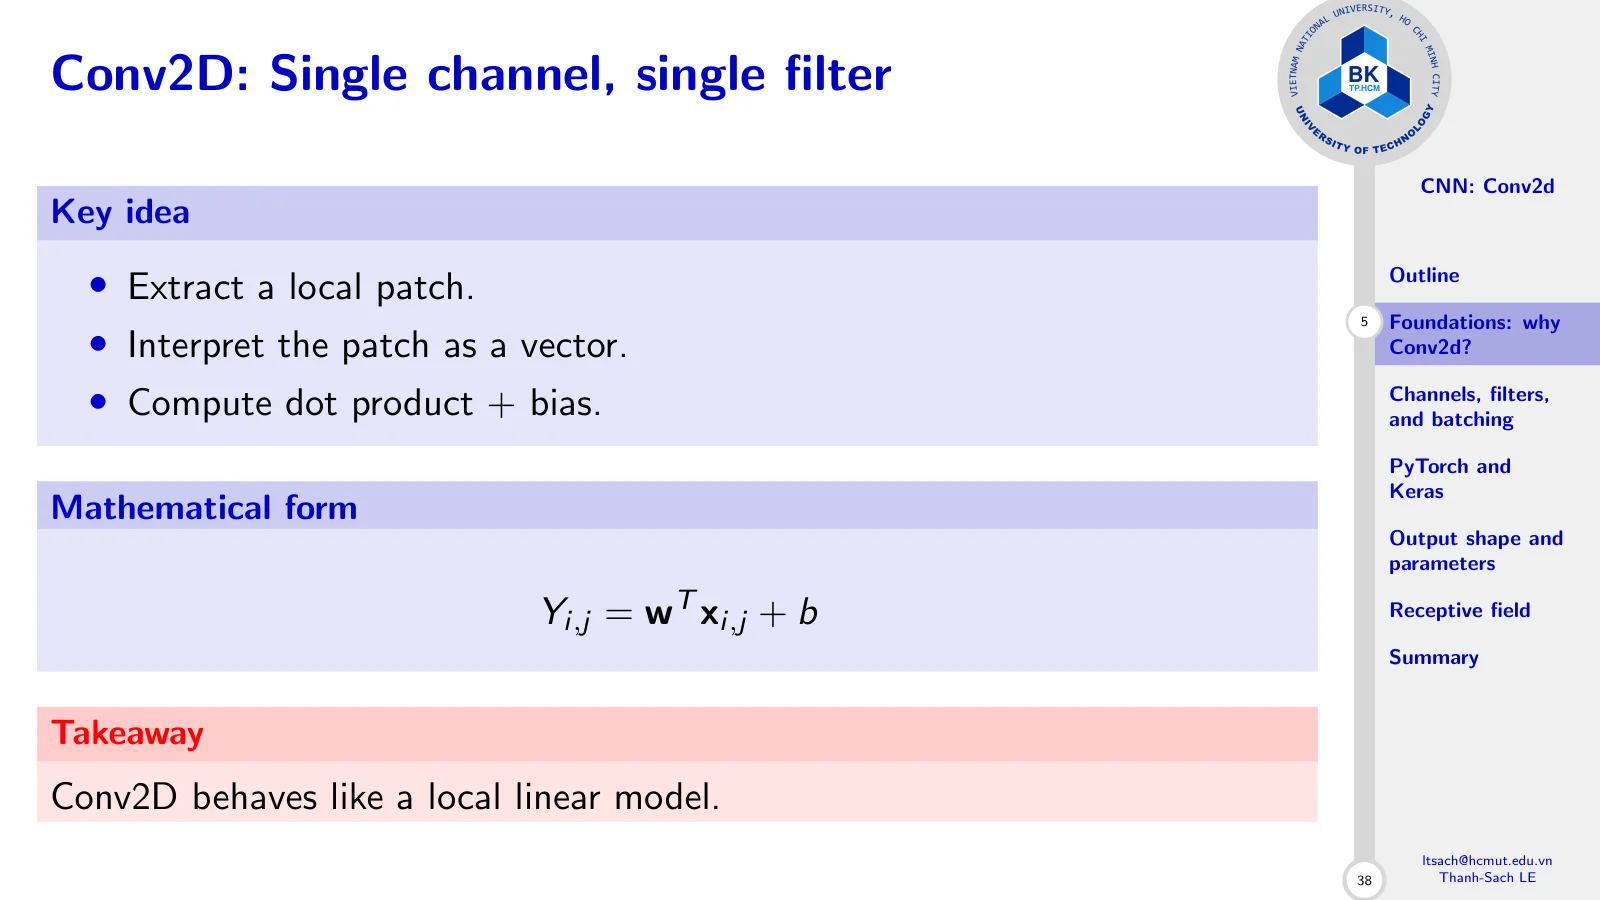 Conv2D: Single channel, single filter
Key idea
• Extract a local patch.
• Interpret the patch as a vector.
• Compute dot product + bias.
Mathematical form
Y_{i,j} = w^T x_{i,j} + b
Takeaway
Conv2D behaves like a local linear model.
VIETNAM NATIONAL UNIVERSITY, HO CHI MINH CITY
BK
TP.HCM
UNIVERSITY OF TECHNOLOGY
CNN: Conv2d
Outline
5
Foundations: why
Conv2d?
Channels, filters,
and batching
PyTorch and
Keras
Output shape and
parameters
Receptive field
Summary
ltsach@hcmut.edu.vn
Thanh-Sach LE
38